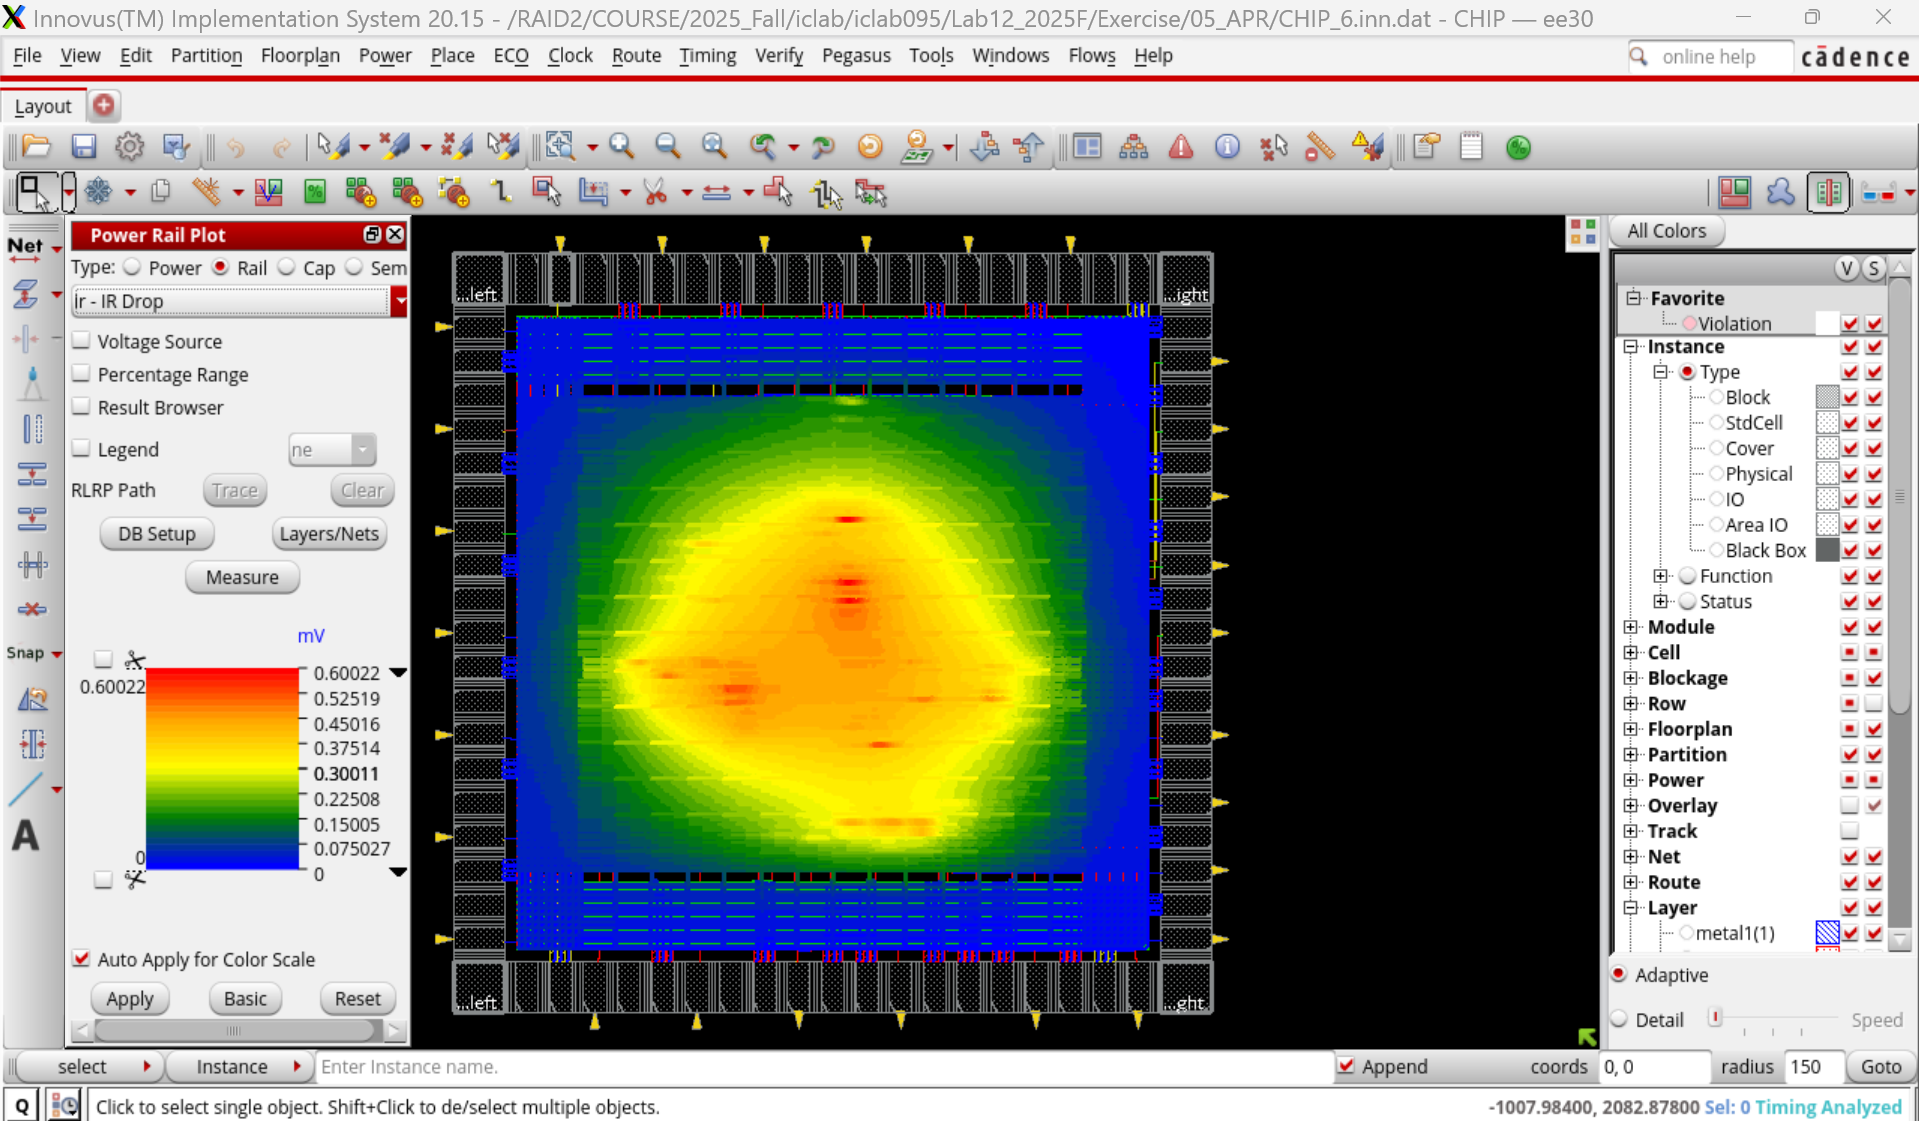 Innovus(TM) Implementation System 20.15 - /RAID2/COURSE/2025_Fall/iclab/iclab095/Lab12_2025F/Exercise/05_APR/CHIP_6.inn.dat - CHIP — ee30
File View Edit Partition Floorplan Power Place ECO Clock Route Timing Verify Pegasus Tools Windows Flows Help
online help
cādence
Layout
Net
Power Rail Plot
Type: Power Rail Cap Sem
ir - IR Drop
Voltage Source
Percentage Range
Result Browser
Legend
ne
RLRP Path Trace Clear
DB Setup Layers/Nets
Measure
Snap
mV
0.60022
0.60022
0.52519
0.45016
0.37514
0.30011
0.22508
0.15005
0.075027
0
0
Auto Apply for Color Scale
Apply Basic Reset
...left
...ight
...left
...ght
All Colors
V S
Favorite
Violation
Instance
Type
Block
StdCell
Cover
Physical
IO
Area IO
Black Box
Function
Status
Module
Cell
Blockage
Row
Floorplan
Partition
Power
Overlay
Track
Net
Route
Layer
metal1(1)
Adaptive
Detail Speed
select Instance Enter Instance name. Append coords 0, 0 radius 150 Goto
Q Click to select single object. Shift+Click to de/select multiple objects. -1007.98400, 2082.87800 Sel: 0 Timing Analyzed